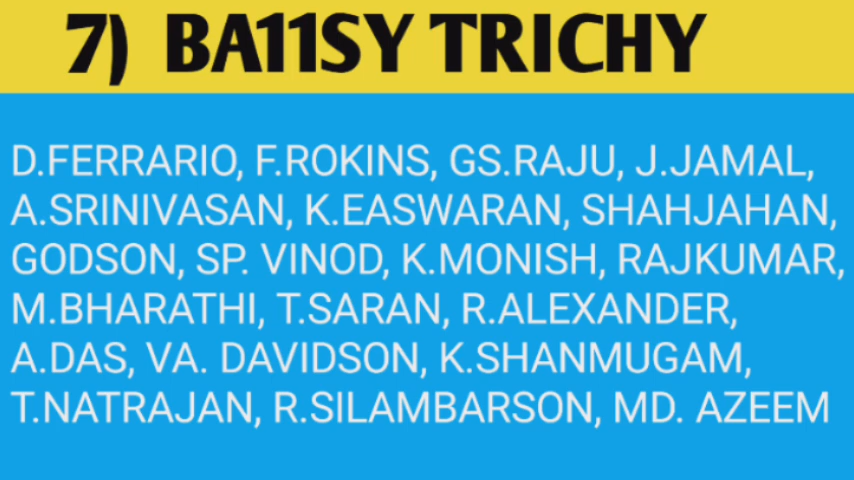 7) BA11SY TRICHY
D.FERRARIO, F.ROKINS, GS.RAJU, J.JAMAL,
A.SRINIVASAN, K.EASWARAN, SHAHJAHAN,
GODSON, SP. VINOD, K.MONISH, RAJKUMAR,
M.BHARATHI, T.SARAN, R.ALEXANDER,
A.DAS, VA. DAVIDSON, K.SHANMUGAM,
T.NATRAJAN, R.SILAMBARSON, MD. AZEEM